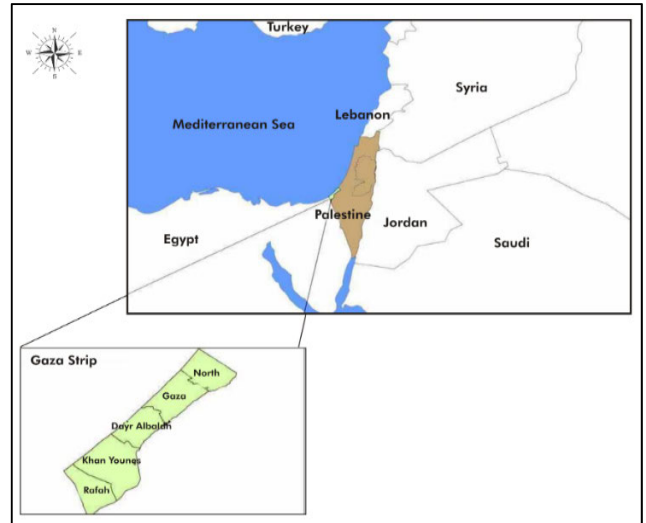 Turkey
N
W E
S
Syria
Lebanon
Mediterranean Sea
Palestine
Jordan
Egypt
Saudi
Gaza Strip
North
Gaza
Dayr Albalah
Khan Younes
Rafah